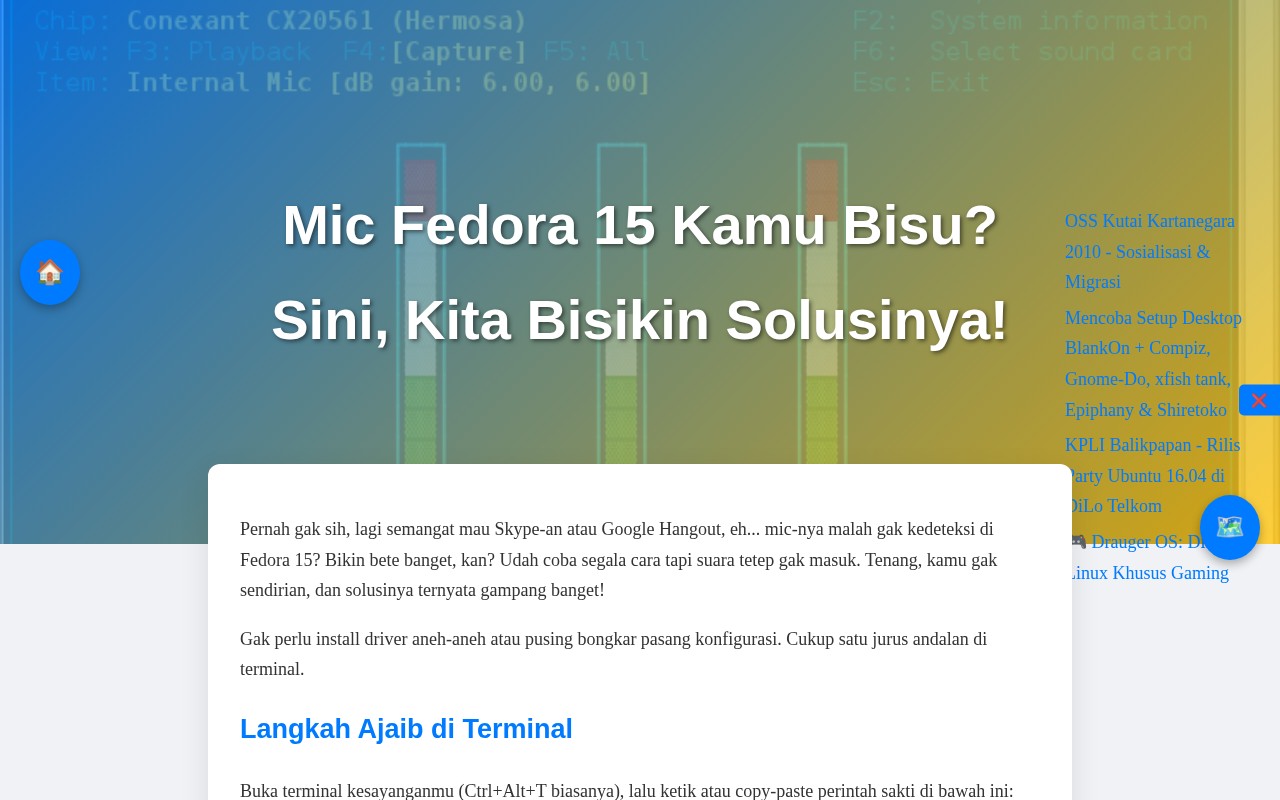 Chip: Conexant CX20561 (Hermosa)
F2: System information
View: F3: Playback F4:[Capture] F5: All
F6: Select sound card
Item: Internal Mic [dB gain: 6.00, 6.00]
Esc: Exit
Mic Fedora 15 Kamu Bisu?
Sini, Kita Bisikin Solusinya!
OSS Kutai Kartanegara
2010 - Sosialisasi &
Migrasi
Mencoba Setup Desktop
BlankOn + Compiz,
Gnome-Do, xfish tank,
Epiphany & Shiretoko
KPLI Balikpapan - Rilis
Party Ubuntu 16.04 di
DiLo Telkom
Drauger OS:
Linux Khusus Gaming
Pernah gak sih, lagi semangat mau Skype-an atau Google Hangout, eh... mic-nya malah gak kedeteksi di
Fedora 15? Bikin bete banget, kan? Udah coba segala cara tapi suara tetep gak masuk. Tenang, kamu gak
sendirian, dan solusinya ternyata gampang banget!
Gak perlu install driver aneh-aneh atau pusing bongkar pasang konfigurasi. Cukup satu jurus andalan di
terminal.
Langkah Ajaib di Terminal
Buka terminal kesayanganmu (Ctrl+Alt+T biasanya), lalu ketik atau copy-paste perintah sakti di bawah ini: